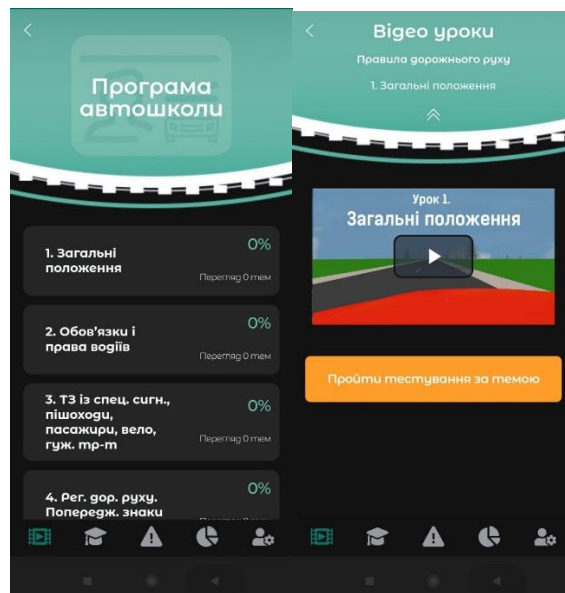 Програма
автошколи
1. Загальні
положення
0%
Перегляд 0 тем
2. Обов’язки і
права водіїв
0%
Перегляд 0 тем
3. ТЗ із спец. сигн.,
пішоходи,
пасажири, вело,
гуж. тр-т
0%
Перегляд 0 тем
4. Рег. дор. руху.
Попередж. знаки
0%
Відео уроки
Правила дорожнього руху
1. Загальні положення
Урок 1.
Загальні положення
Пройти тестування за темою